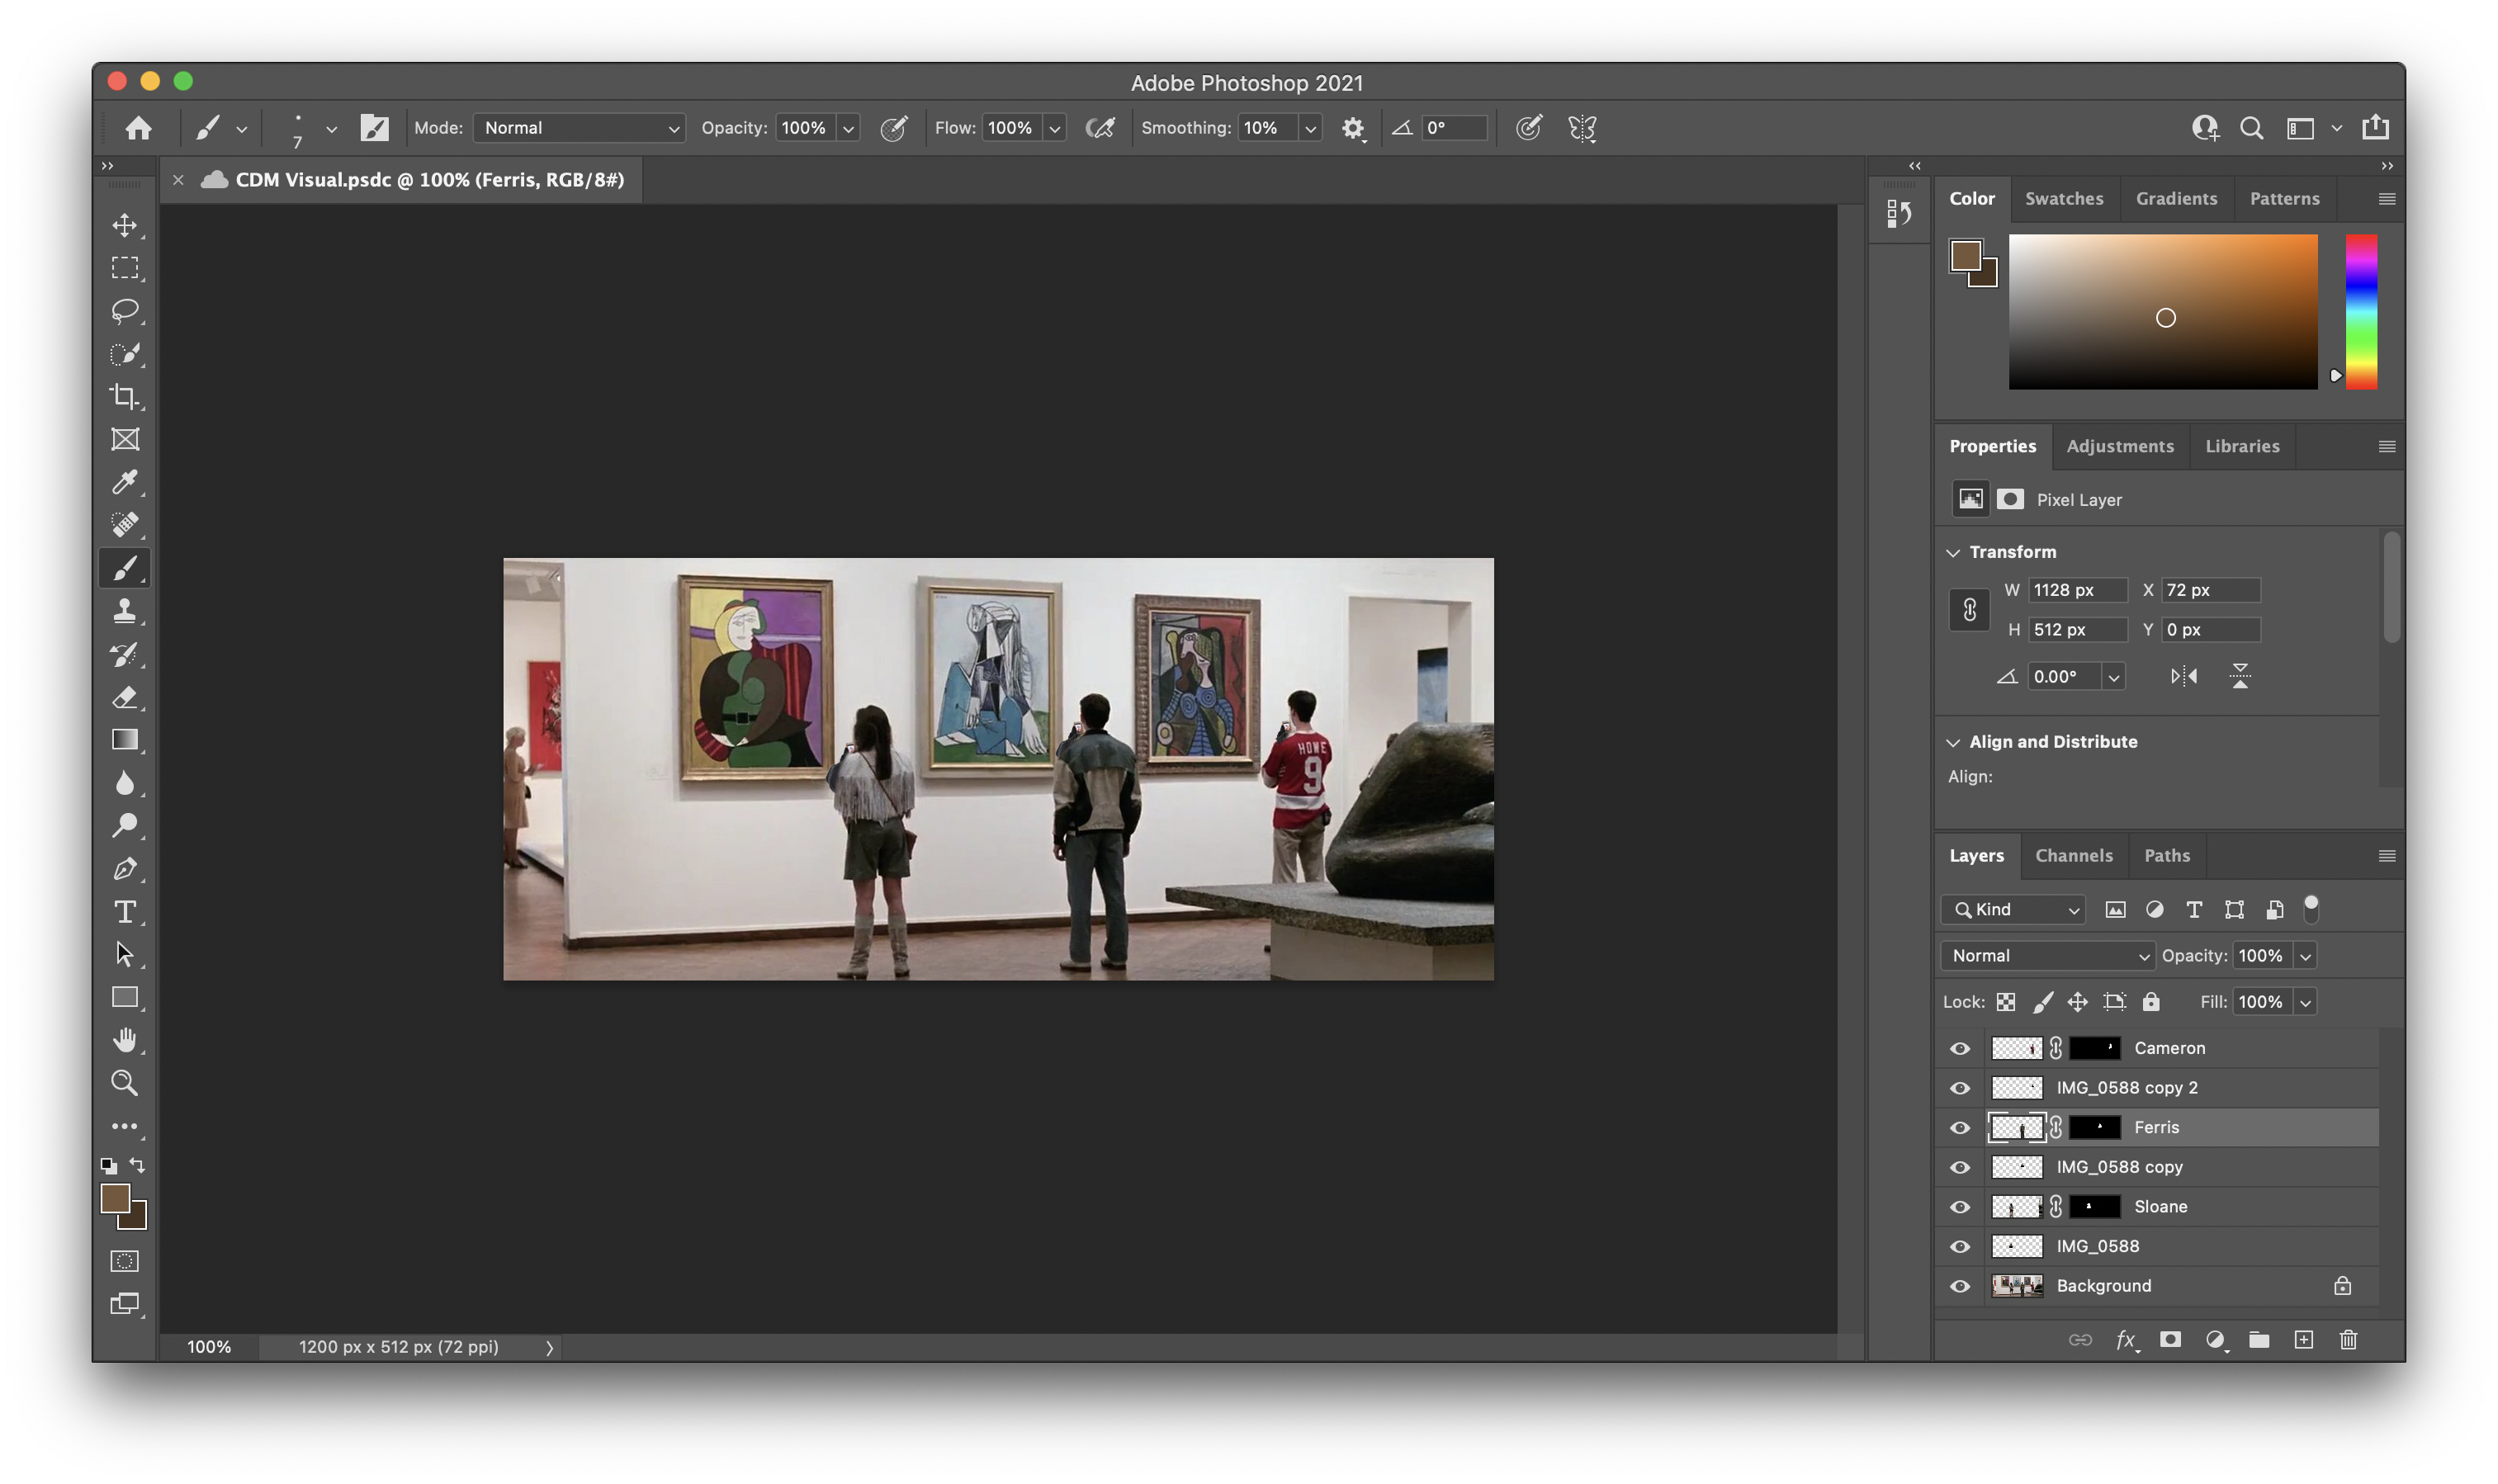 Adobe Photoshop 2021
7
Mode: Normal Opacity: 100% Flow: 100% Smoothing: 10% 0°
CDM Visual.psdc @ 100% (Ferris, RGB/8#)
Color Swatches Gradients Patterns
Properties Adjustments Libraries
Pixel Layer
Transform
W 1128 px X 72 px
H 512 px Y 0 px
0.00°
Align and Distribute
Align:
HOWE
9
Layers Channels Paths
Kind
Normal Opacity: 100%
Lock: Fill: 100%
Cameron
IMG_0588 copy 2
Ferris
IMG_0588 copy
Sloane
IMG_0588
Background
fx
100% 1200 px x 512 px (72 ppi)